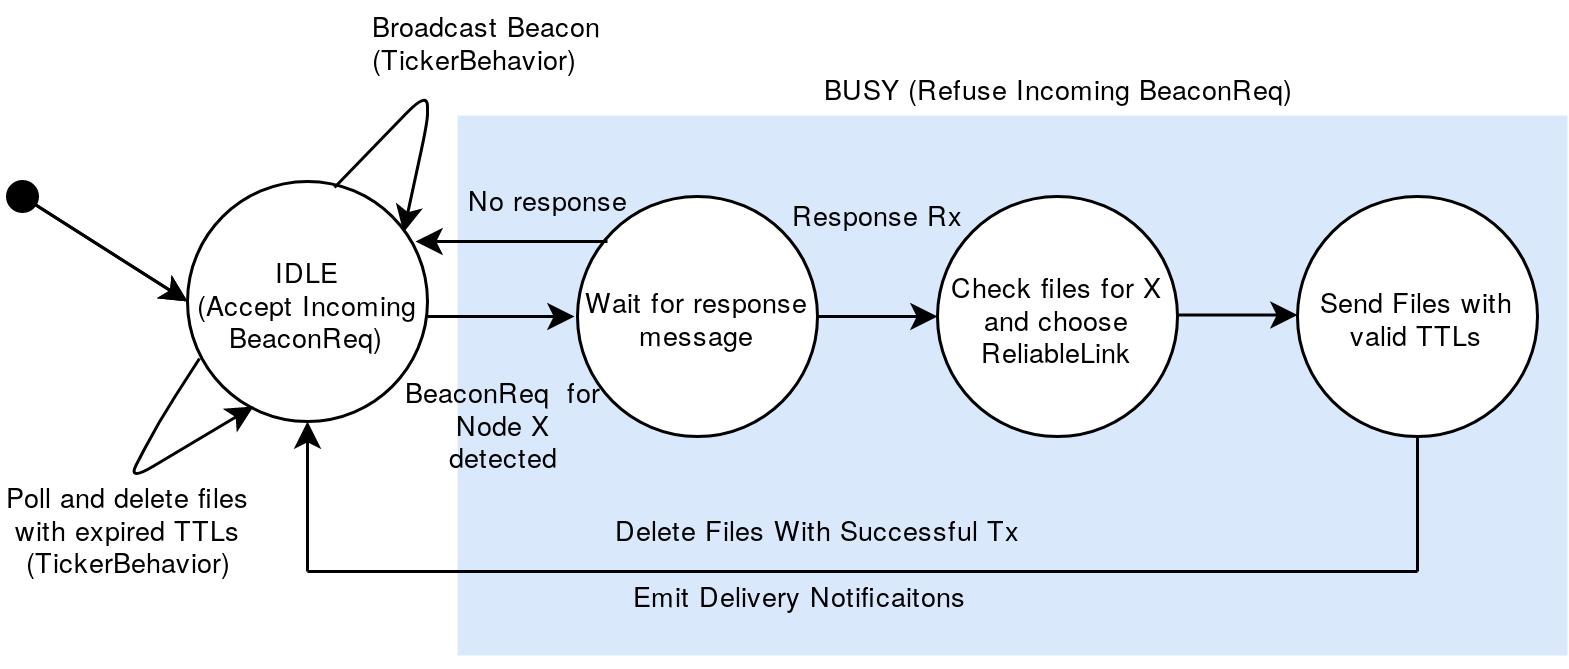 Broadcast Beacon
(TickerBehavior)
BUSY (Refuse Incoming BeaconReq)
No response
Response Rx
IDLE
(Accept Incoming
BeaconReq)
Wait for response
message
Check files for X
and choose
ReliableLink
Send Files with
valid TTLs
BeaconReq for
Node X
detected
Poll and delete files
with expired TTLs
(TickerBehavior)
Delete Files With Successful Tx
Emit Delivery Notificaitons